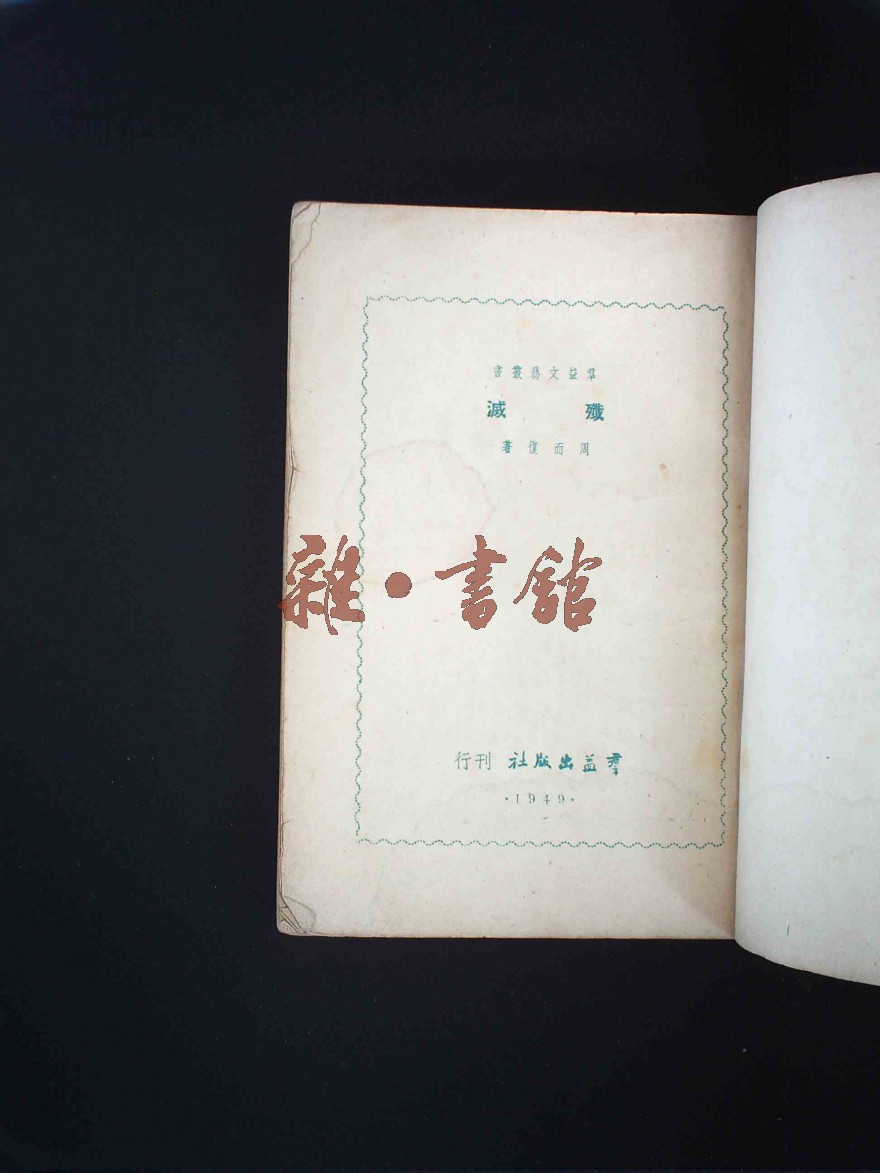 羣益文藝叢書
殲滅
周而復著
雜·書館
羣益出版社 刊行
·1949·